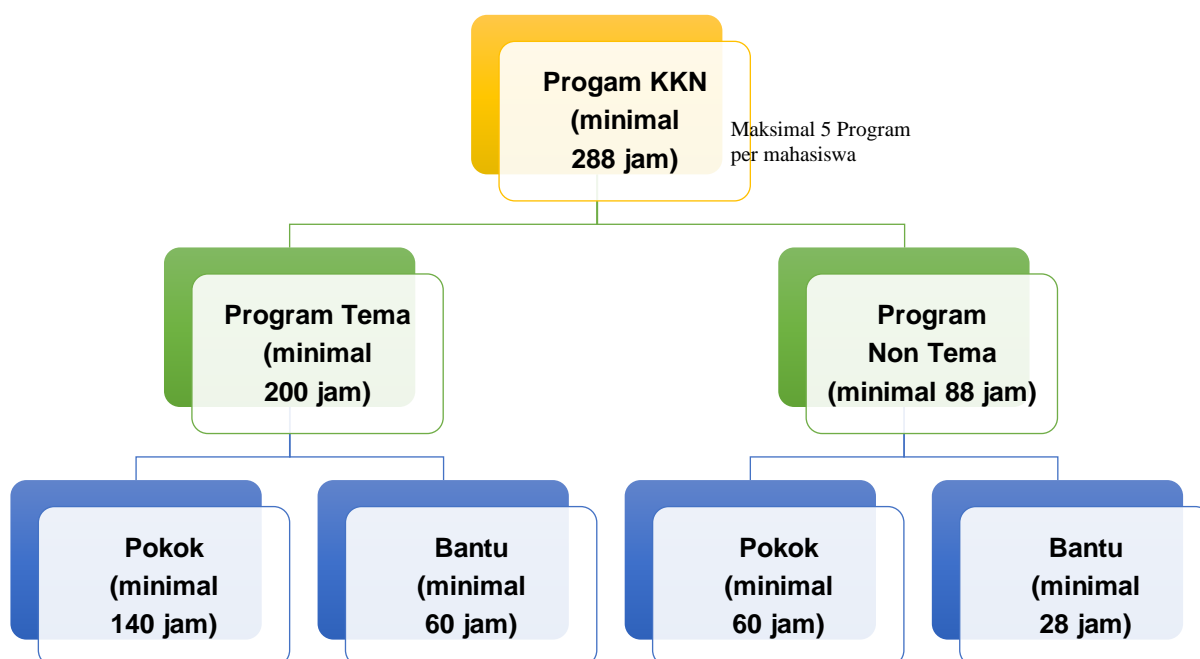 Progam KKN
(minimal
288 jam)
Maksimal 5 Program
per mahasiswa
Program Tema
(minimal
200 jam)
Program
Non Tema
(minimal 88 jam)
Pokok
(minimal
140 jam)
Bantu
(minimal
60 jam)
Pokok
(minimal
60 jam)
Bantu
(minimal
28 jam)